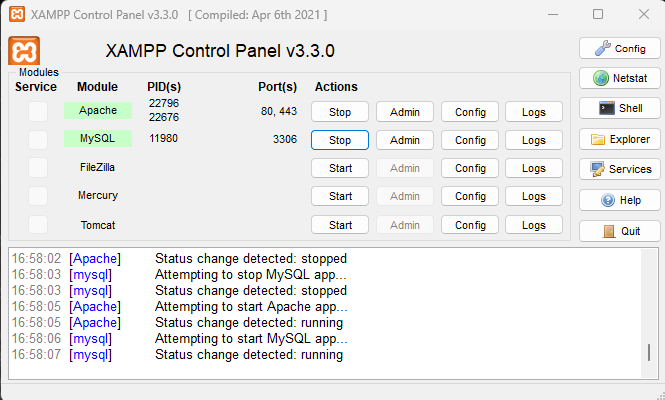 XAMPP Control Panel v3.3.0 [ Compiled: Apr 6th 2021 ]
XAMPP Control Panel v3.3.0
Config
Modules
Service Module PID(s) Port(s) Actions
Netstat
Apache 22796 22676 80, 443 Stop Admin Config Logs
Shell
MySQL 11980 3306 Stop Admin Config Logs
Explorer
FileZilla Start Admin Config Logs
Services
Mercury Start Admin Config Logs
Help
Tomcat Start Admin Config Logs
Quit
16:58:02 [Apache] Status change detected: stopped
16:58:03 [mysql] Attempting to stop MySQL app...
16:58:03 [mysql] Status change detected: stopped
16:58:05 [Apache] Attempting to start Apache app...
16:58:05 [Apache] Status change detected: running
16:58:06 [mysql] Attempting to start MySQL app...
16:58:07 [mysql] Status change detected: running